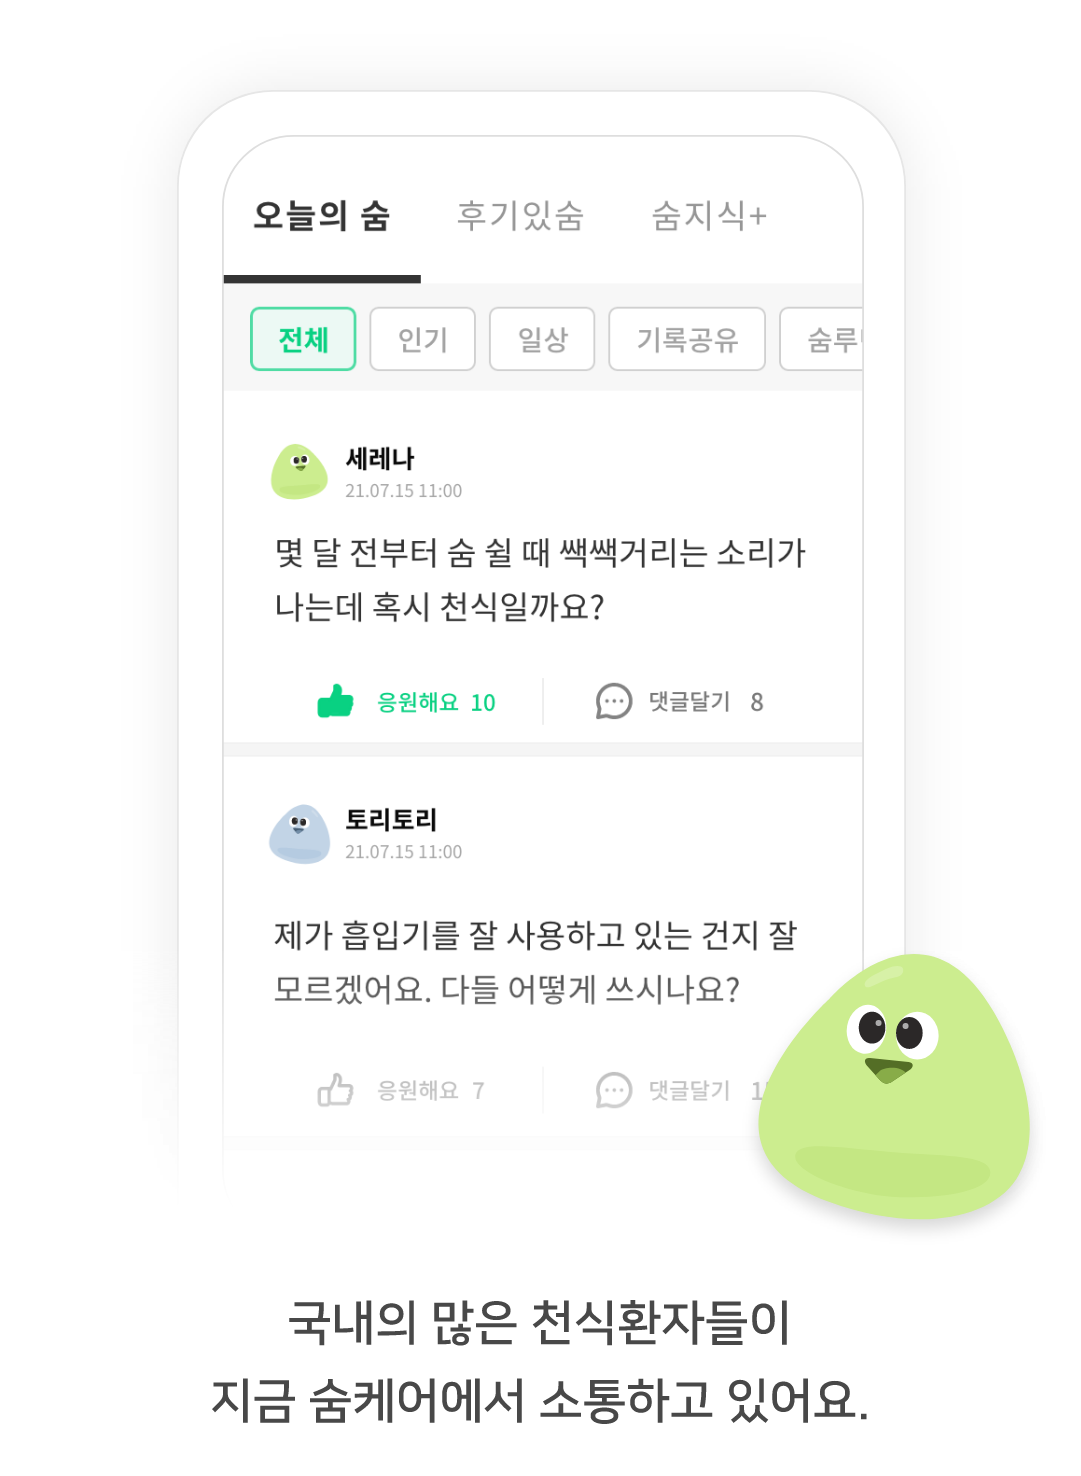 오늘의 숨 후기있숨 숨지식+
전체 인기 일상 기록공유 숨루
세레나
21.07.15 11:00
몇 달 전부터 숨 쉴 때 쌕쌕거리는 소리가
나는데 혹시 천식일까요?
응원해요 10 댓글달기 8
토리토리
21.07.15 11:00
제가 흡입기를 잘 사용하고 있는 건지 잘
모르겠어요. 다들 어떻게 쓰시나요?
응원해요 7 댓글달기
국내의 많은 천식환자들이
지금 숨케어에서 소통하고 있어요.